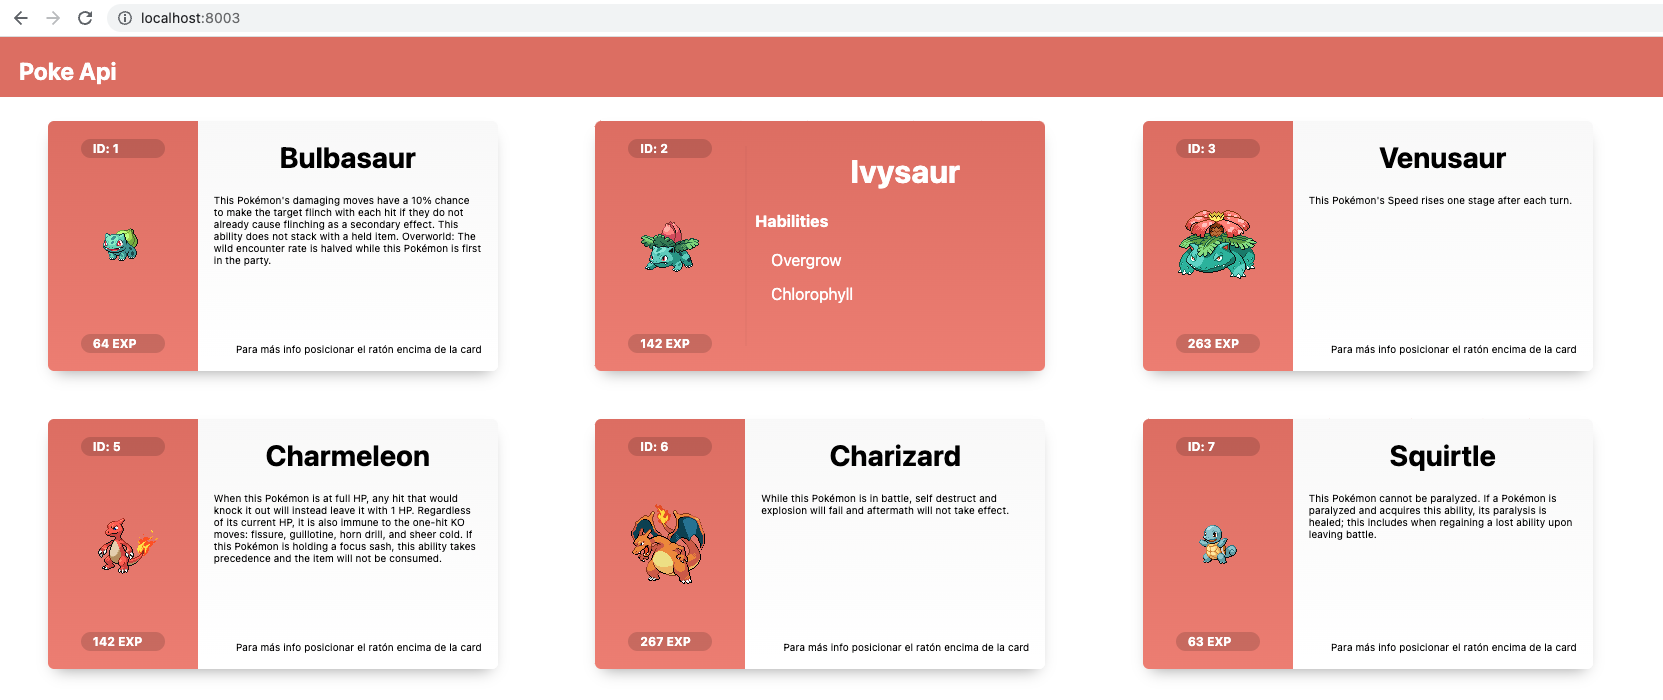 localhost:8003
Poke Api
ID: 1
Bulbasaur
This Pokémon's damaging moves have a 10% chance
to make the target flinch with each hit if they do not
already cause flinching as a secondary effect. This
ability does not stack with a held item. Overworld: The
wild encounter rate is halved while this Pokémon is first
in the party.
64 EXP
Para más info posicionar el ratón encima de la card
ID: 2
Ivysaur
Habilities
Overgrow
Chlorophyll
142 EXP
ID: 3
Venusaur
This Pokémon's Speed rises one stage after each turn.
263 EXP
Para más info posicionar el ratón encima de la card
ID: 5
Charmeleon
When this Pokémon is at full HP, any hit that would
knock it out will instead leave it with 1 HP. Regardless
of its current HP, it is also immune to the one-hit KO
moves: fissure, guillotine, horn drill, and sheer cold. If
this Pokémon is holding a focus sash, this ability takes
precedence and the item will not be consumed.
142 EXP
Para más info posicionar el ratón encima de la card
ID: 6
Charizard
While this Pokémon is in battle, self destruct and
explosion will fail and aftermath will not take effect.
267 EXP
Para más info posicionar el ratón encima de la card
ID: 7
Squirtle
This Pokémon cannot be paralyzed. If a Pokémon is
paralyzed and acquires this ability, its paralysis is
healed; this includes when regaining a lost ability upon
leaving battle.
63 EXP
Para más info posicionar el ratón encima de la card